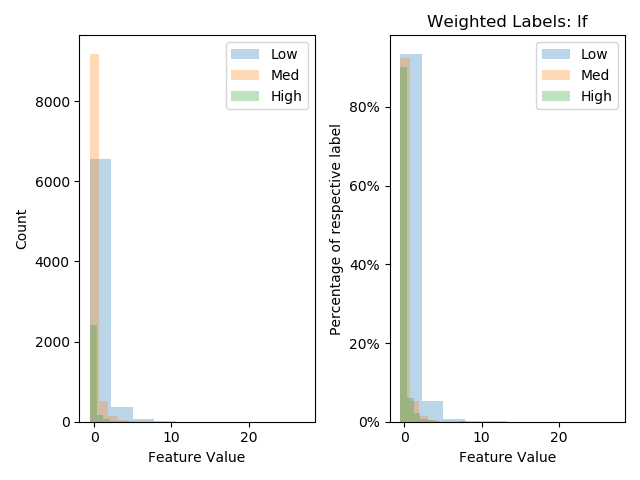 Low
Med
High
8000
6000
4000
2000
0
Count
0
10
20
Feature Value
Weighted Labels: lf
Low
Med
High
80%
60%
40%
20%
0%
Percentage of respective label
0
10
20
Feature Value